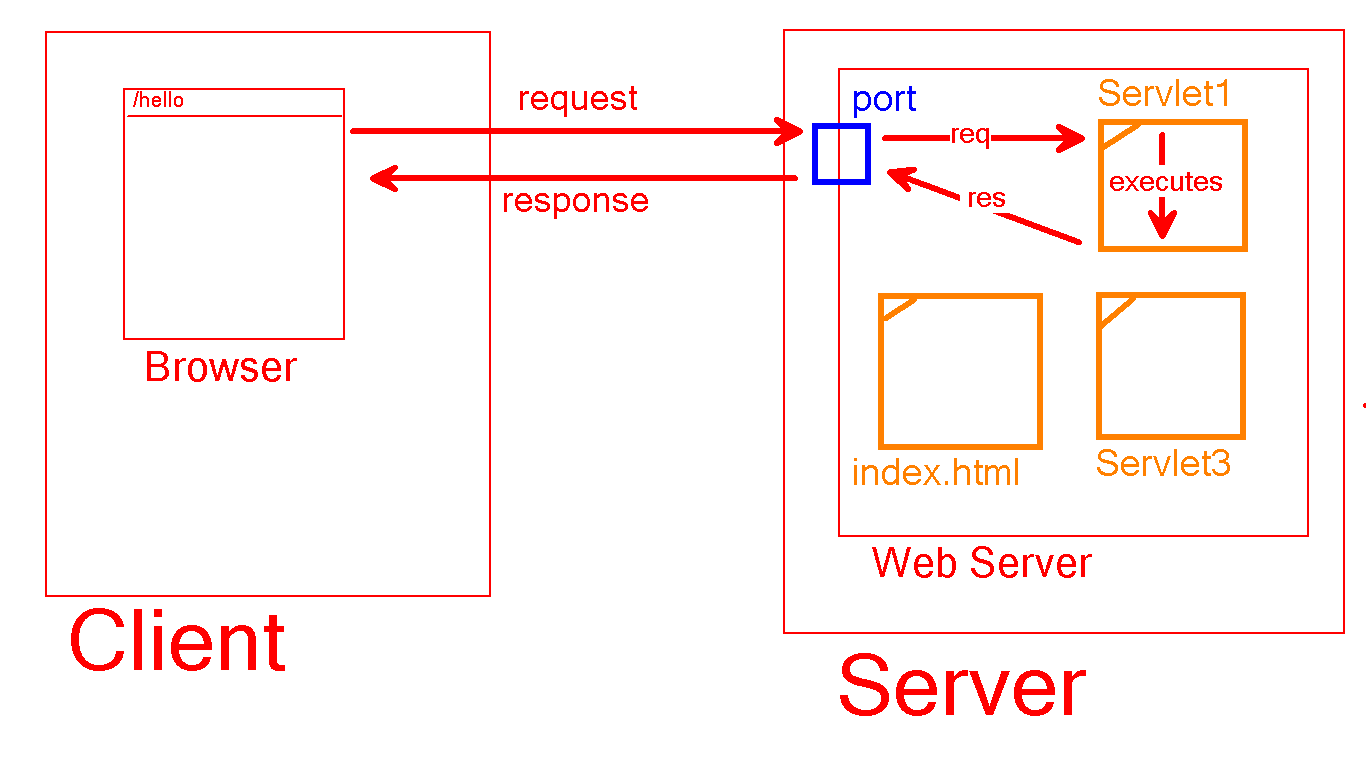 /hello
Browser
Client
request
response
port
req
res
Servlet1
executes
index.html
Servlet3
Web Server
Server